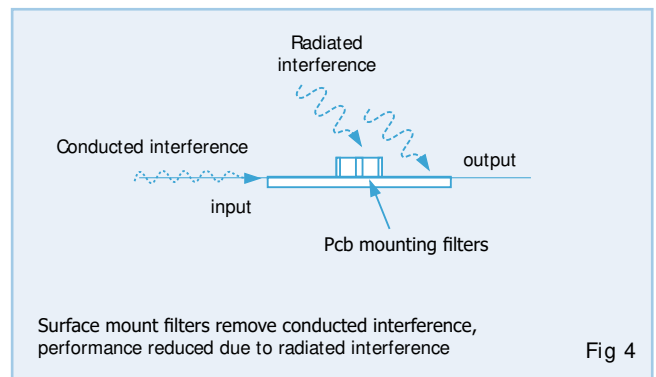 Radiated
interference
Conducted interference
output
input
Pcb mounting filters
Surface mount filters remove conducted interference,
performance reduced due to radiated interference
Fig 4